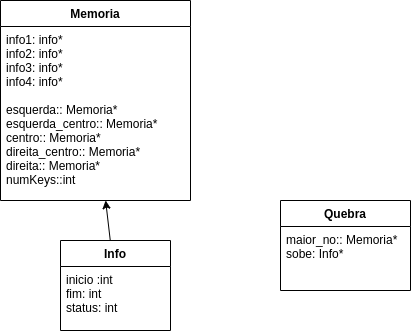 Memoria
info1: info*
info2: info*
info3: info*
info4: info*
esquerda:: Memoria*
esquerda_centro:: Memoria*
centro:: Memoria*
direita_centro:: Memoria*
direita:: Memoria*
numKeys::int
Info
inicio :int
fim: int
status: int
Quebra
maior_no:: Memoria*
sobe: Info*